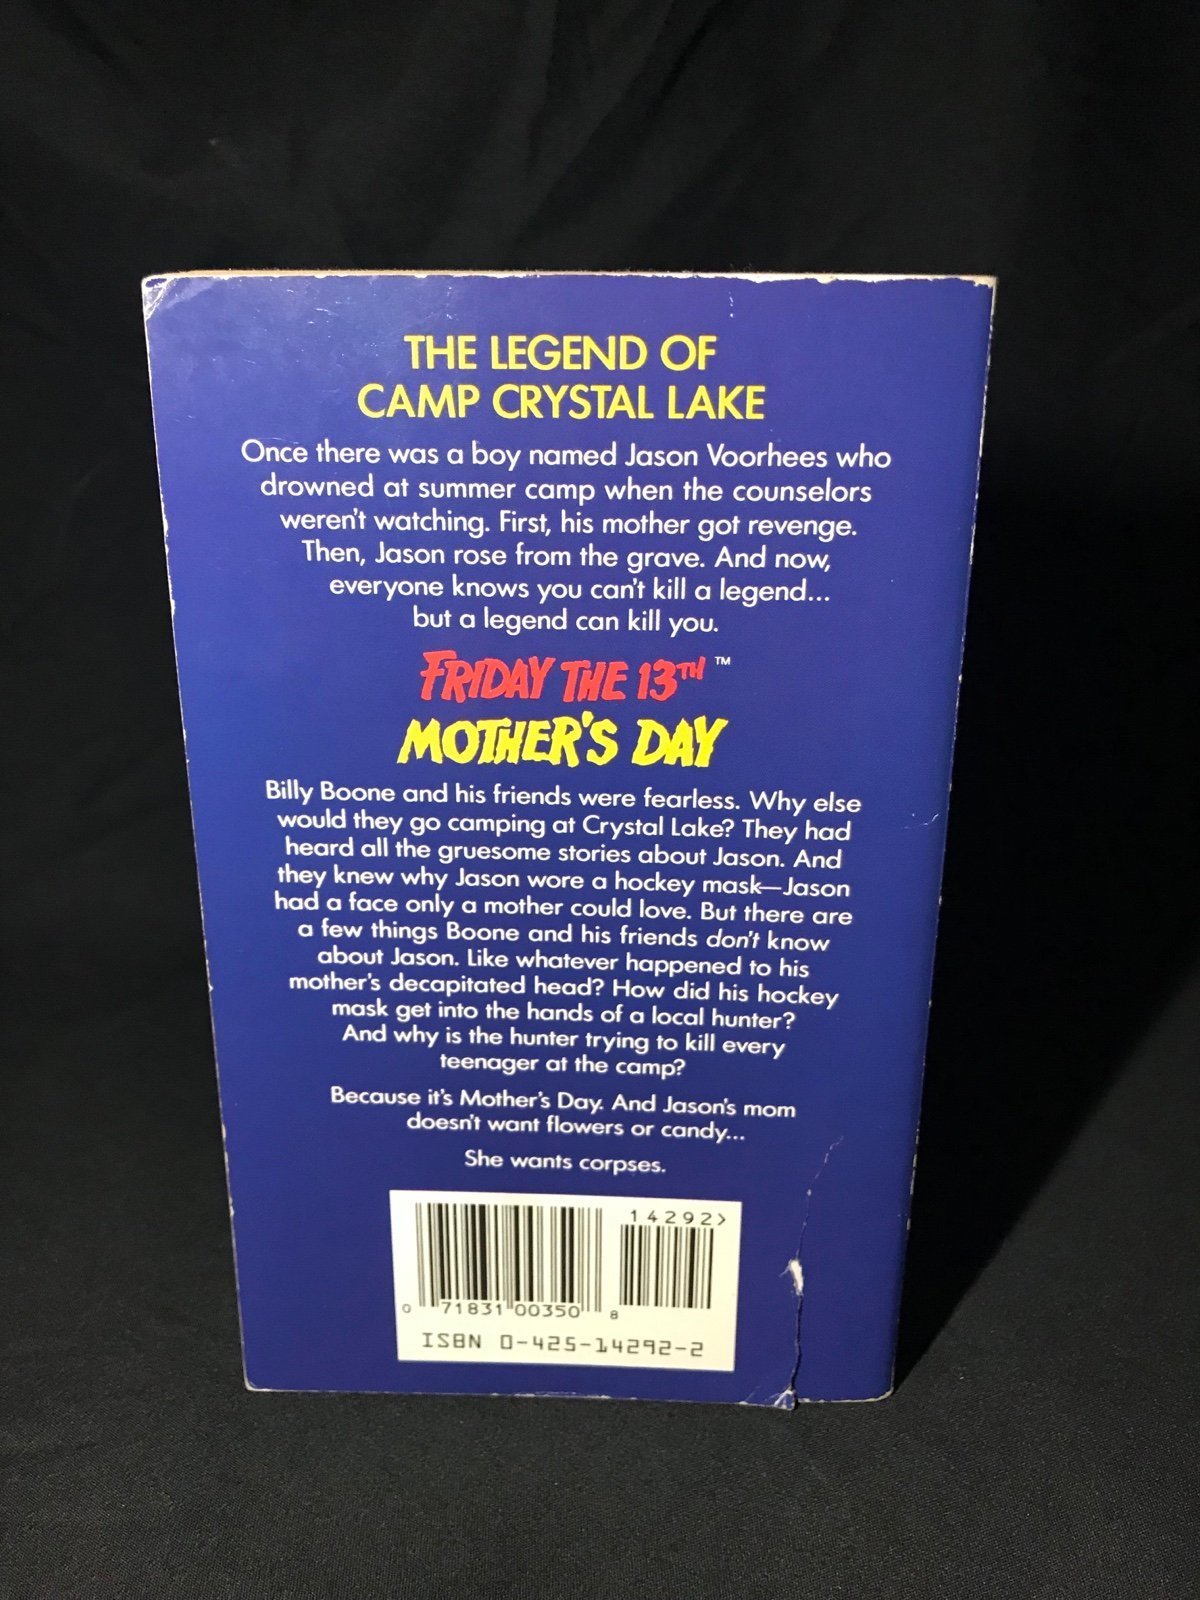 THE LEGEND OF
CAMP CRYSTAL LAKE
Once there was a boy named Jason Voorhees who
drowned at summer camp when the counselors
weren't watching. First, his mother got revenge.
Then, Jason rose from the grave. And now,
everyone knows you can't kill a legend...
but a legend can kill you.
FRIDAY THE 13TH ™
MOTHER'S DAY
Billy Boone and his friends were fearless. Why else
would they go camping at Crystal Lake? They had
heard all the gruesome stories about Jason. And
they knew why Jason wore a hockey mask—Jason
had a face only a mother could love. But there are
a few things Boone and his friends don't know
about Jason. Like whatever happened to his
mother's decapitated head? How did his hockey
mask get into the hands of a local hunter?
And why is the hunter trying to kill every
teenager at the camp?
Because it's Mother's Day. And Jason's mom
doesn't want flowers or candy...
She wants corpses.
14292>
0 71831 00350 8
ISBN 0-425-14292-2